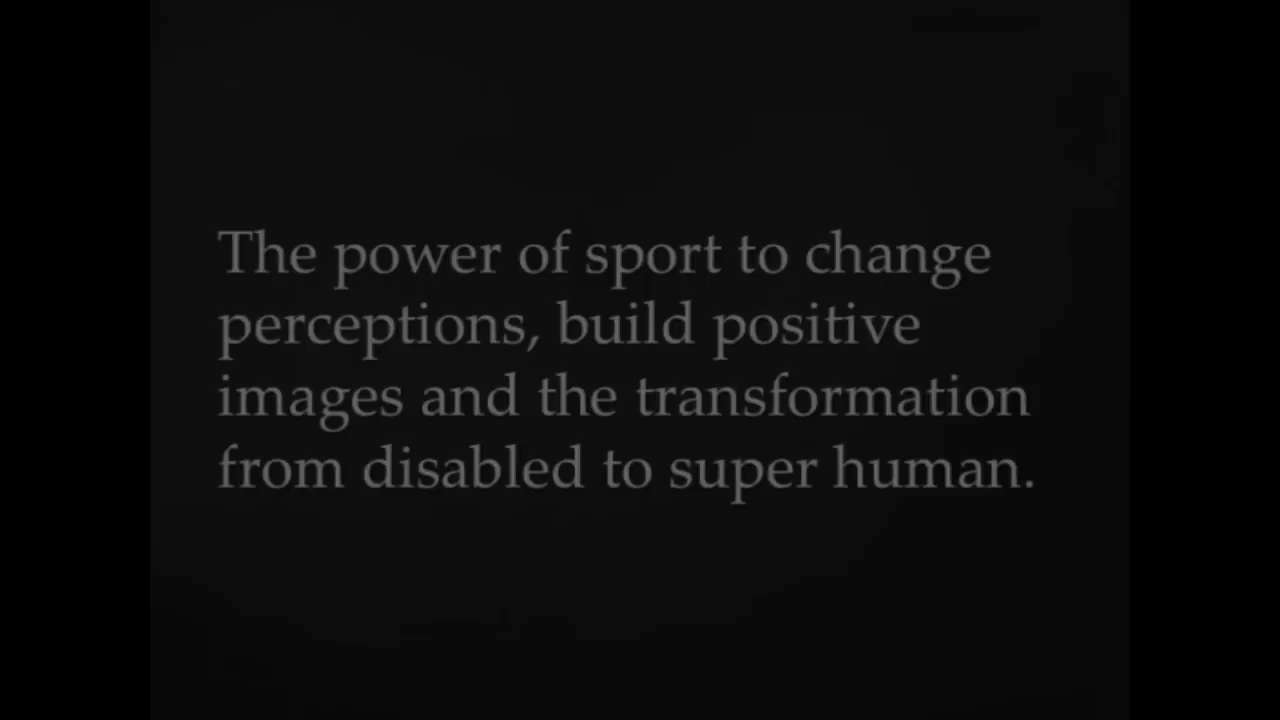 The power of sport to change
perceptions, build positive
images and the transformation
from disabled to super human.